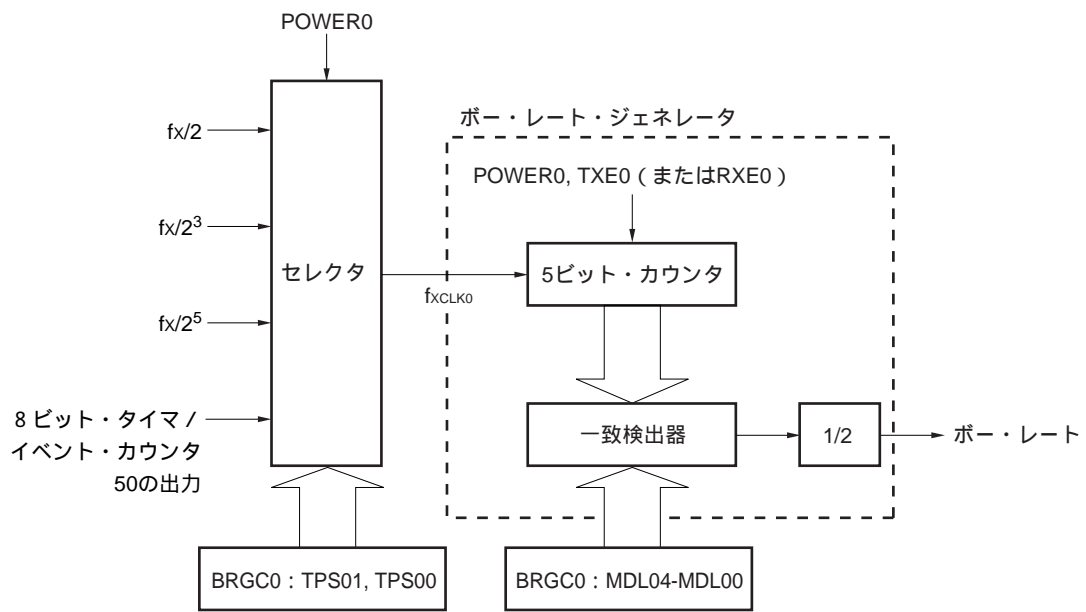 POWER0
fX/2
fX/2³
fX/2⁵
8 ビット・タイマ /
イベント・カウンタ
50の出力
セレクタ
fXCLK0
ボー・レート・ジェネレータ
POWER0, TXE0（またはRXE0）
5ビット・カウンタ
一致検出器
1/2
ボー・レート
BRGC0：TPS01, TPS00
BRGC0：MDL04-MDL00